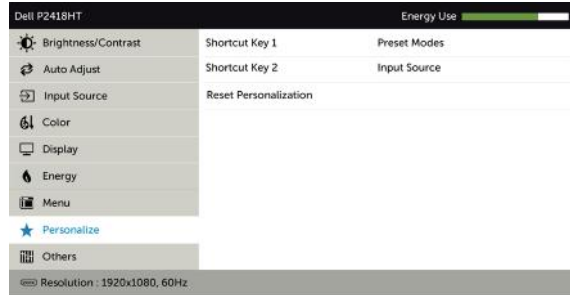 Dell P2418HT Energy Use
Brightness/Contrast Shortcut Key 1 Preset Modes
Auto Adjust Shortcut Key 2 Input Source
Input Source Reset Personalization
Color
Display
Energy
Menu
Personalize
Others
Resolution : 1920x1080, 60Hz